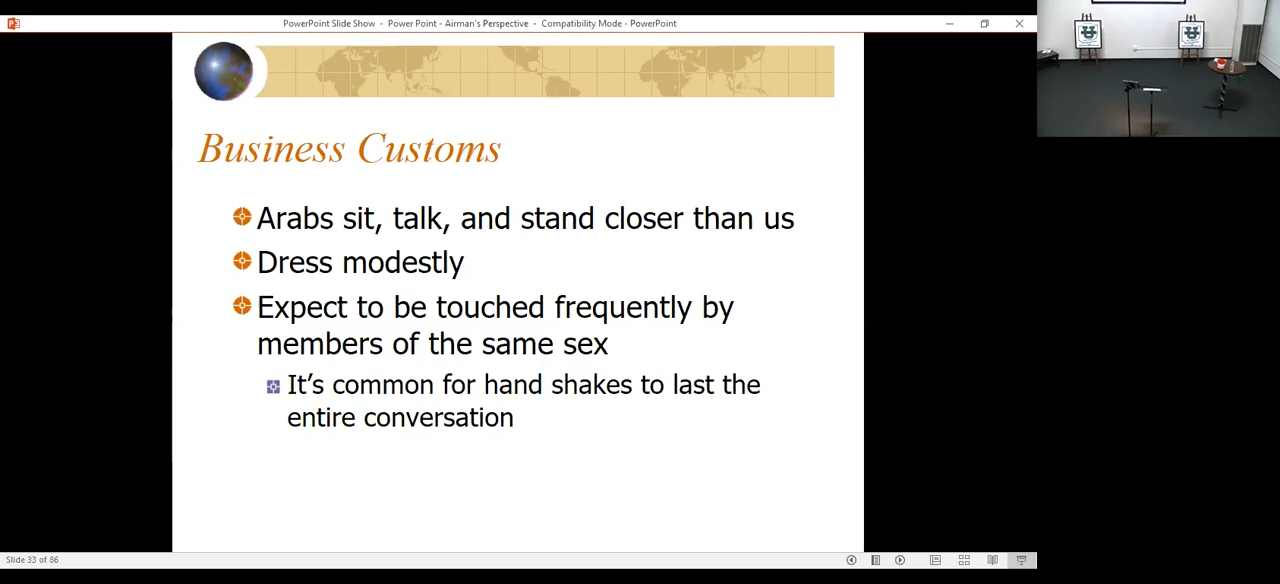 PowerPoint Slide Show - Power Point - Airman's Perspective - Compatibility Mode - PowerPoint
Business Customs
Arabs sit, talk, and stand closer than us
Dress modestly
Expect to be touched frequently by
members of the same sex
It’s common for hand shakes to last the
entire conversation
Slide 33 of 86